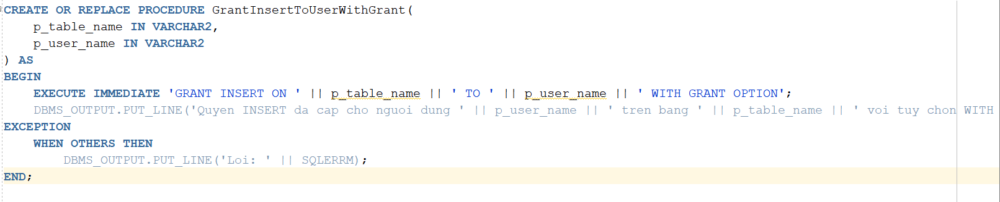 CREATE OR REPLACE PROCEDURE GrantInsertToUserWithGrant(
    p_table_name IN VARCHAR2,
    p_user_name IN VARCHAR2
) AS
BEGIN
    EXECUTE IMMEDIATE 'GRANT INSERT ON ' || p_table_name || ' TO ' || p_user_name || ' WITH GRANT OPTION';
    DBMS_OUTPUT.PUT_LINE('Quyen INSERT da cap cho nguoi dung ' || p_user_name || ' tren bang ' || p_table_name || ' voi tuy chon WITH
EXCEPTION
    WHEN OTHERS THEN
        DBMS_OUTPUT.PUT_LINE('Loi: ' || SQLERRM);
END;